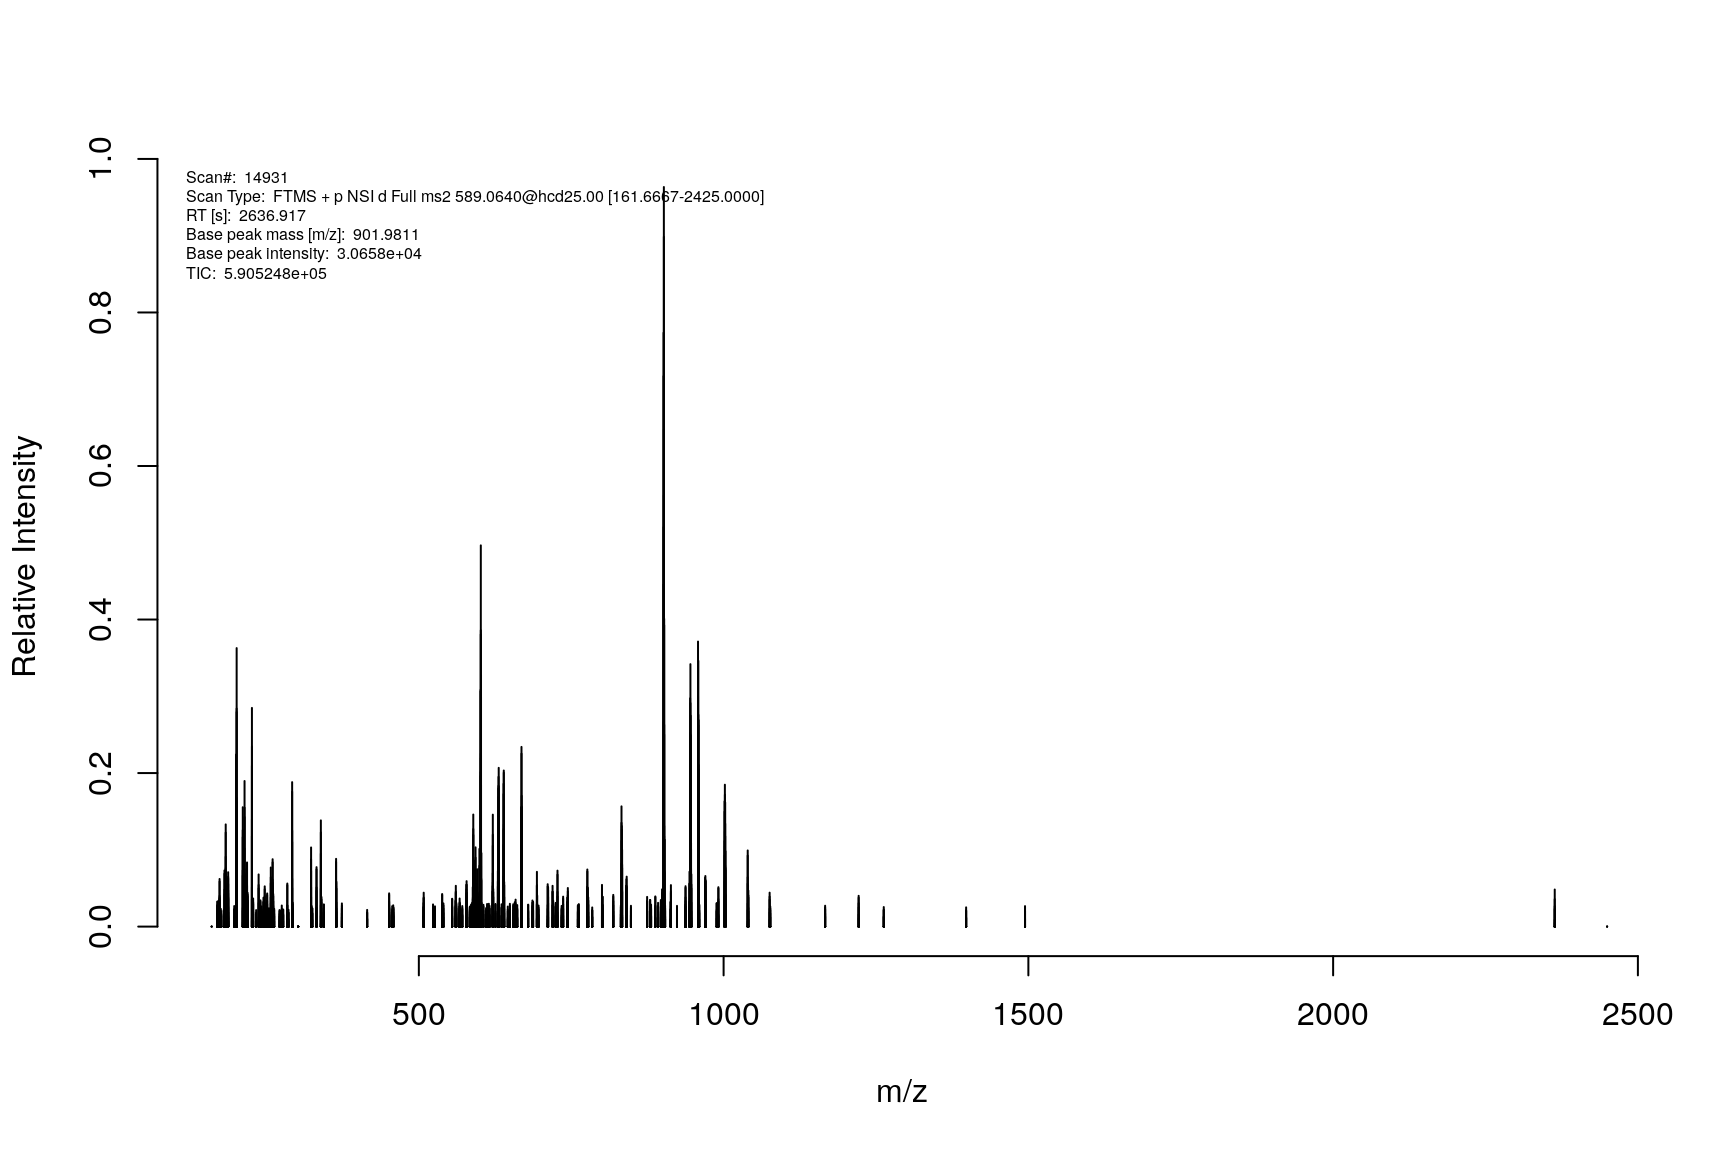 Scan#: 14931
Scan Type: FTMS + p NSI d Full ms2 589.0640@hcd25.00 [161.6667-2425.0000]
RT [s]: 2636.917
Base peak mass [m/z]: 901.9811
Base peak intensity: 3.0658e+04
TIC: 5.905248e+05
1.0
0.8
0.6
0.4
0.2
0.0
Relative Intensity
500 1000 1500 2000 2500
m/z